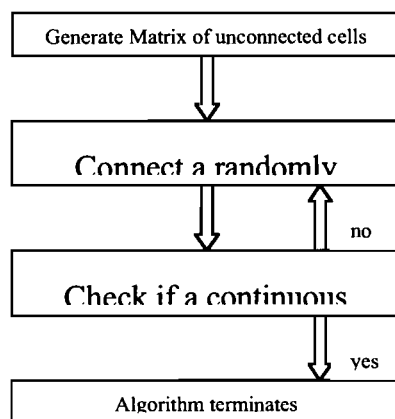 Generate Matrix of unconnected cells
Connect a randomly
no
Check if a continuous
yes
Algorithm terminates